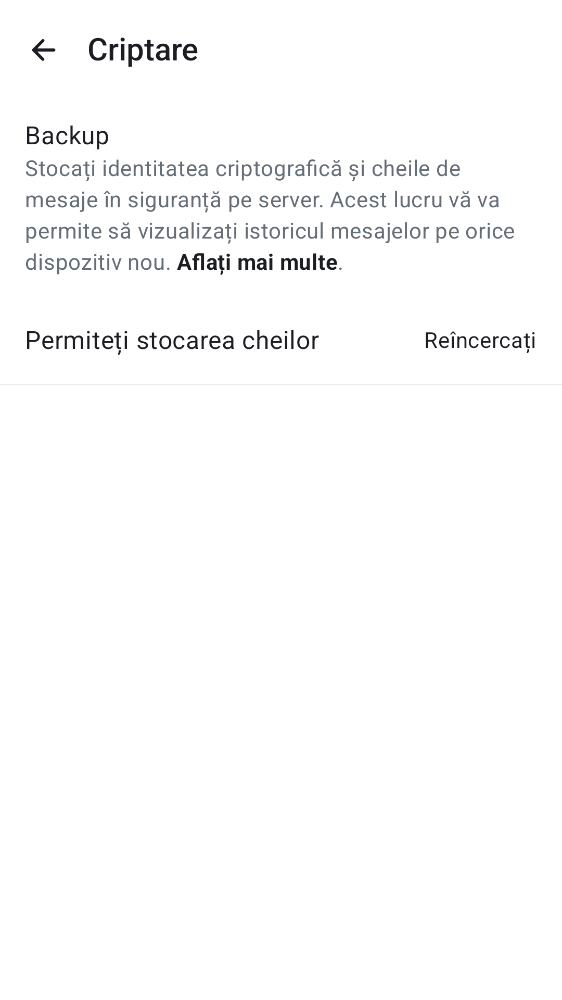 Criptare
Backup
Stocați identitatea criptografică și cheile de
mesaje în siguranță pe server. Acest lucru vă va
permite să vizualizați istoricul mesajelor pe orice
dispozitiv nou. Aflați mai multe.
Permiteți stocarea cheilor Reîncercați